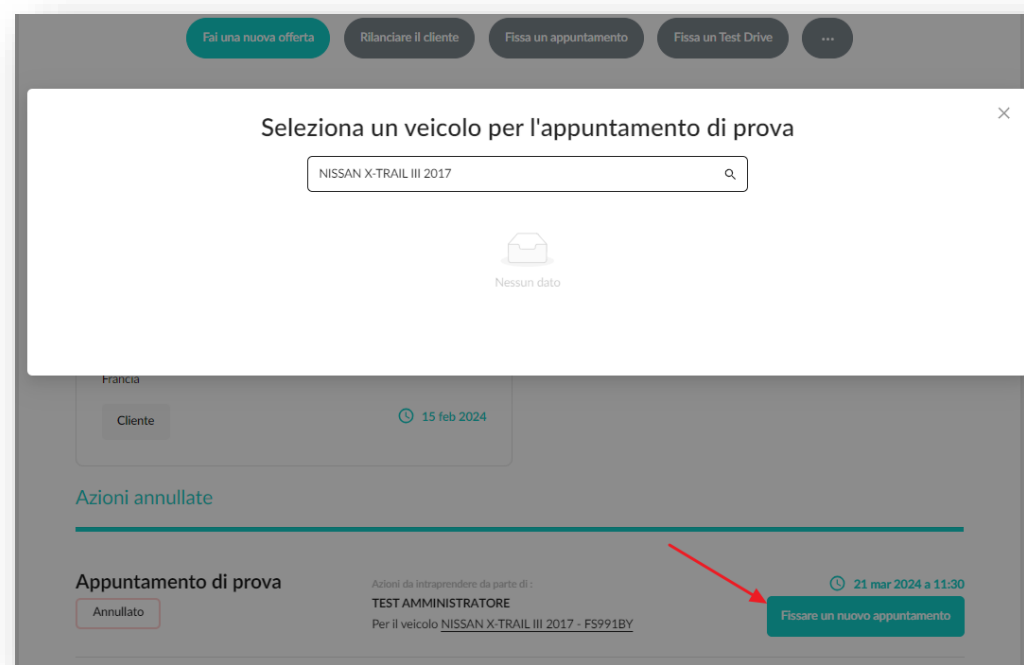 Fai una nuova offerta
Rilanciare il cliente
Fissa un appuntamento
Fissa un Test Drive
...
Seleziona un veicolo per l'appuntamento di prova
NISSAN X-TRAIL III 2017
Nessun dato
Francia
Cliente
15 feb 2024
Azioni annullate
Appuntamento di prova
Annullato
Azioni da intraprendere da parte di :
TEST AMMINISTRATORE
Per il veicolo NISSAN X-TRAIL III 2017 - FS991BY
21 mar 2024 a 11:30
Fissare un nuovo appuntamento